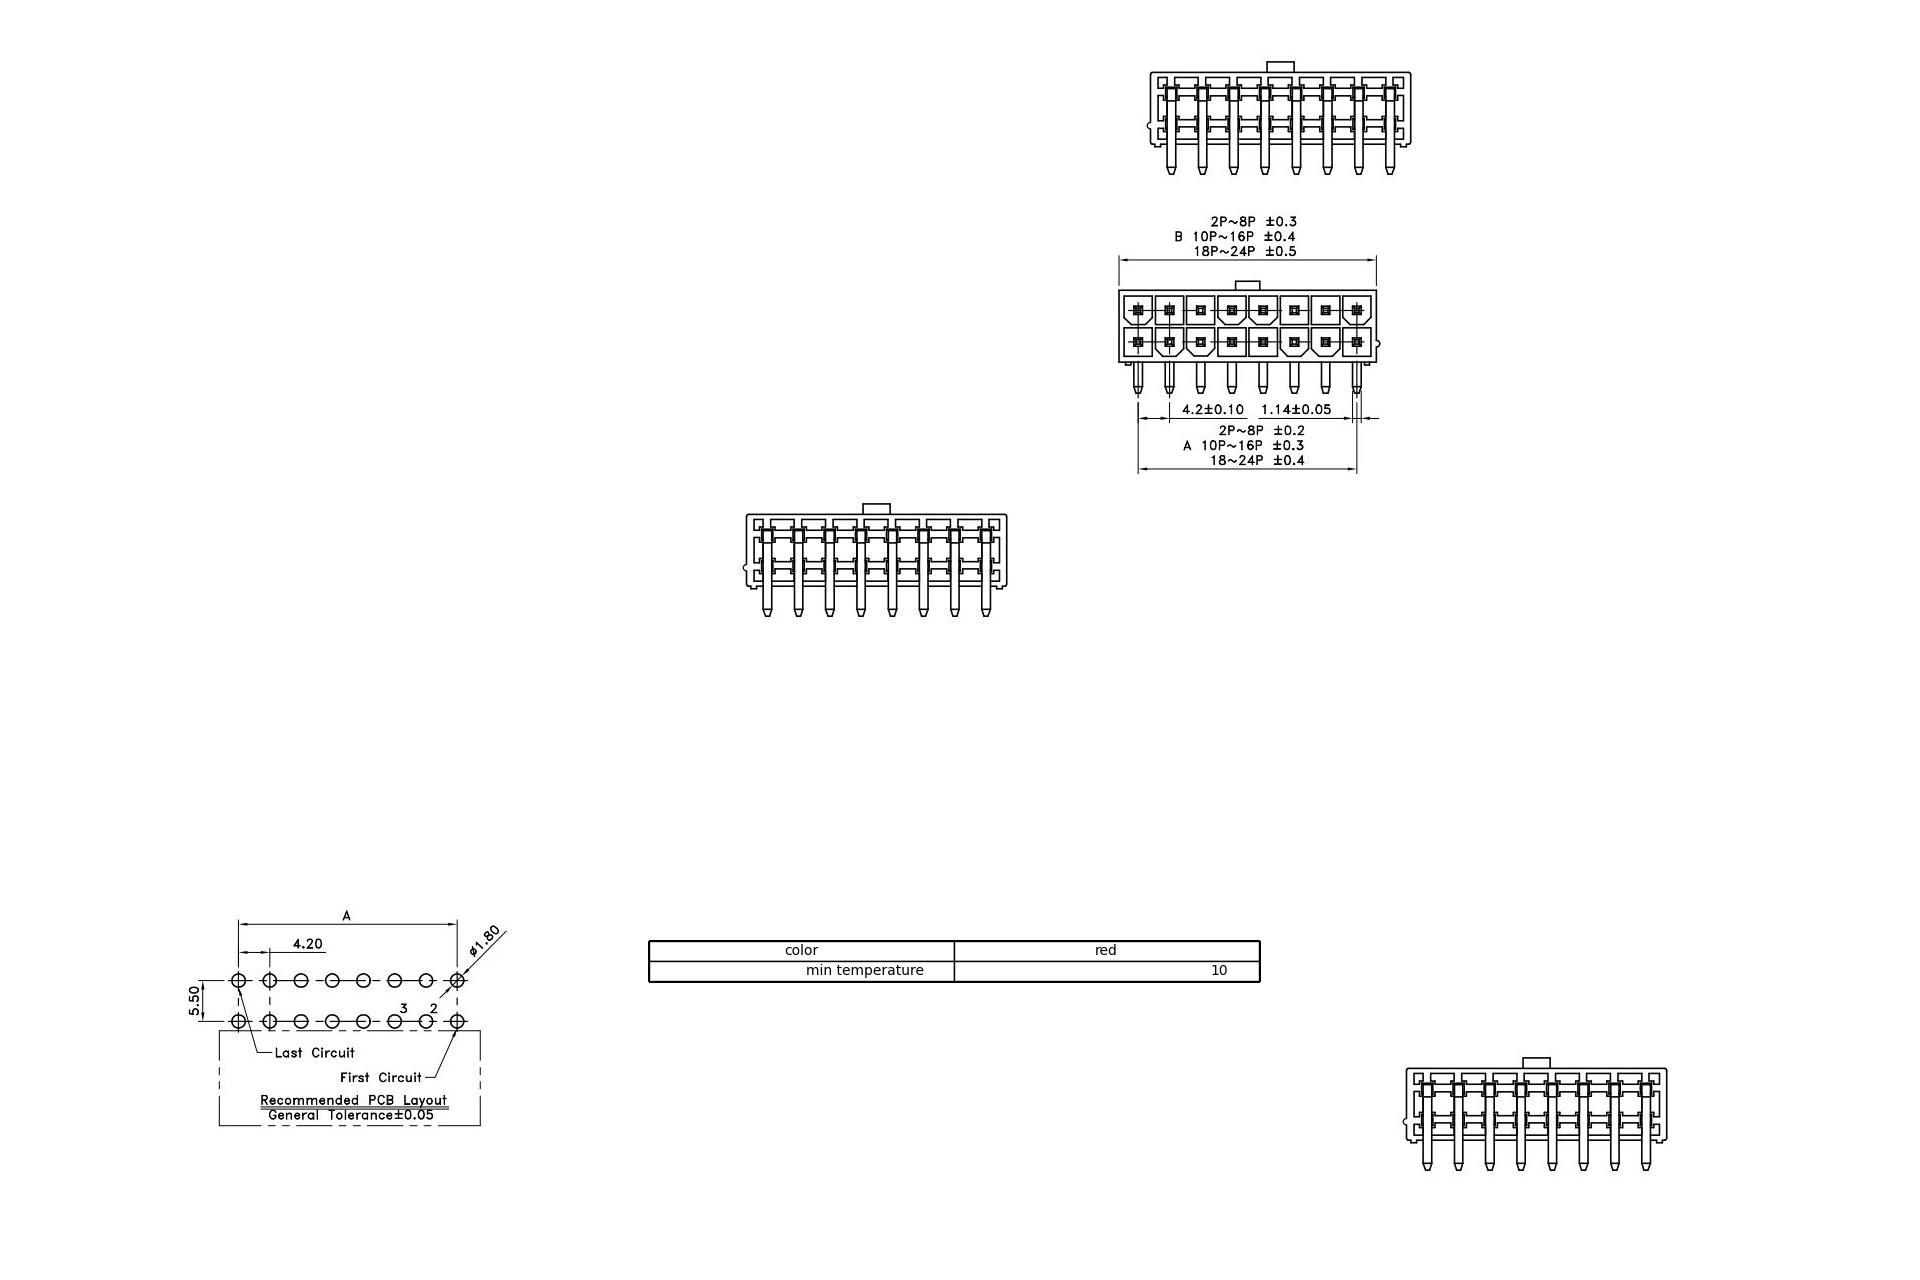 2P~8P ±0.3
B 10P~16P ±0.4
18P~24P ±0.5
4.2±0.10 1.14±0.05
2P~8P ±0.2
A 10P~16P ±0.3
18~24P ±0.4
A
4.20
ø1.80
5.50
3 2
Last Circuit
First Circuit
Recommended PCB Layout
General Tolerance±0.05
color red
min temperature 10